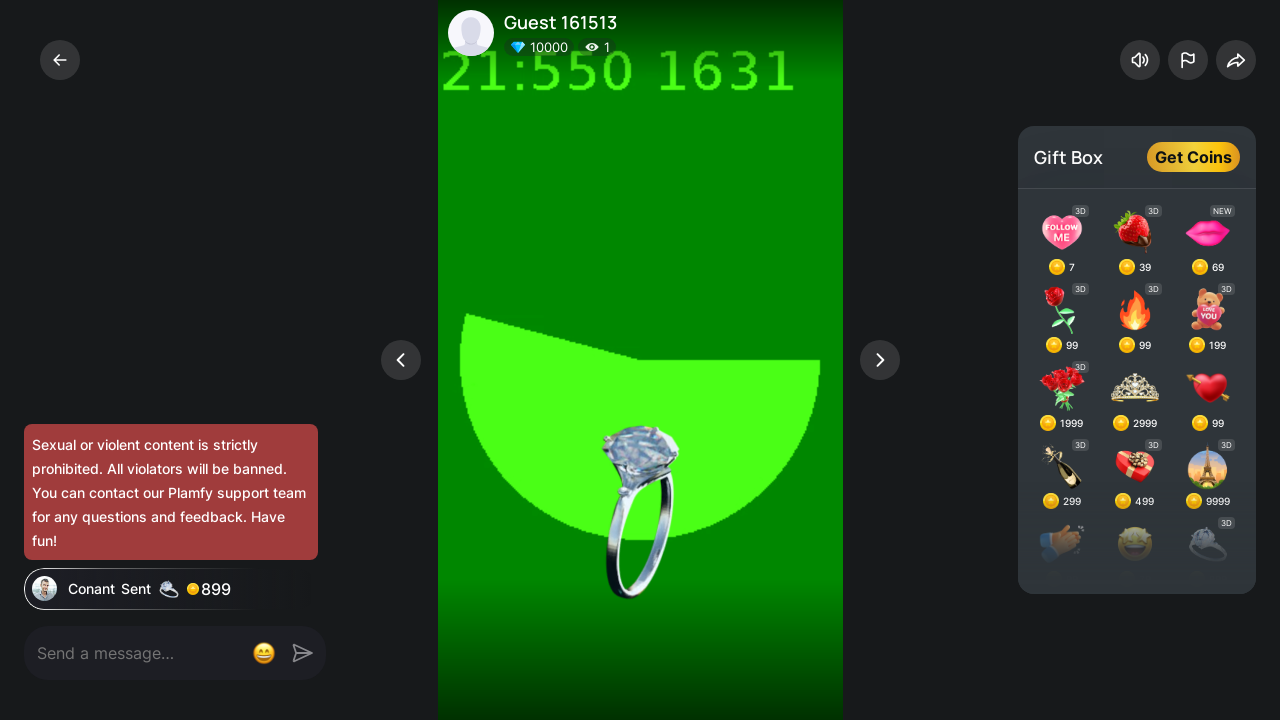 Guest 161513
10000 1
21:550 1631
Gift Box
Get Coins
3D
3D
NEW
FOLLOW
ME
7
39
69
3D
3D
3D
LOVE
YOU
99
99
199
3D
1999
2999
99
3D
3D
3D
299
499
9999
3D
Sexual or violent content is strictly
prohibited. All violators will be banned.
You can contact our Plamfy support team
for any questions and feedback. Have
fun!
Conant Sent 899
Send a message...